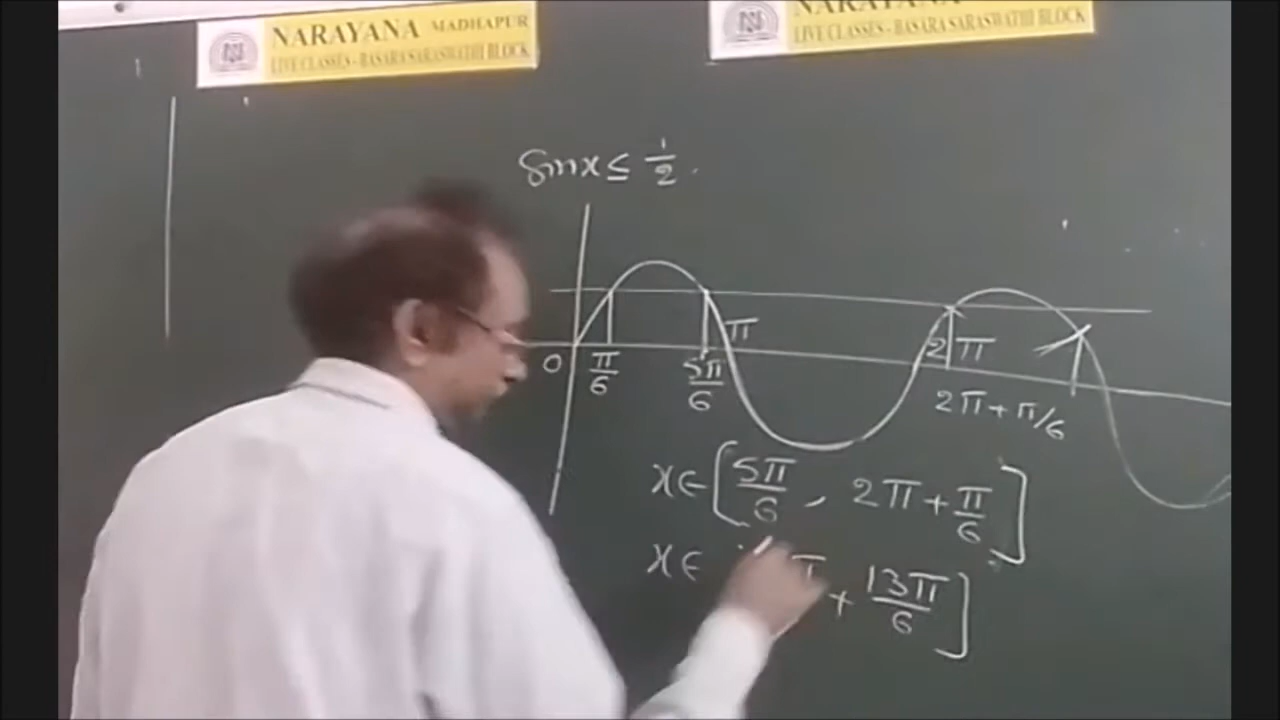 NARAYANA MADHAPUR
LIVE CLASSES - BASARA SARASWATHI BLOCK
NARAYANA
LIVE CLASSES - BASARA SARASWATHI BLOCK
Sinx ≤ 1/2.
π
2π
0 π/6 5π/6 2π+π/6
x∈[5π/6, 2π+π/6]
x∈ π + 13π/6]